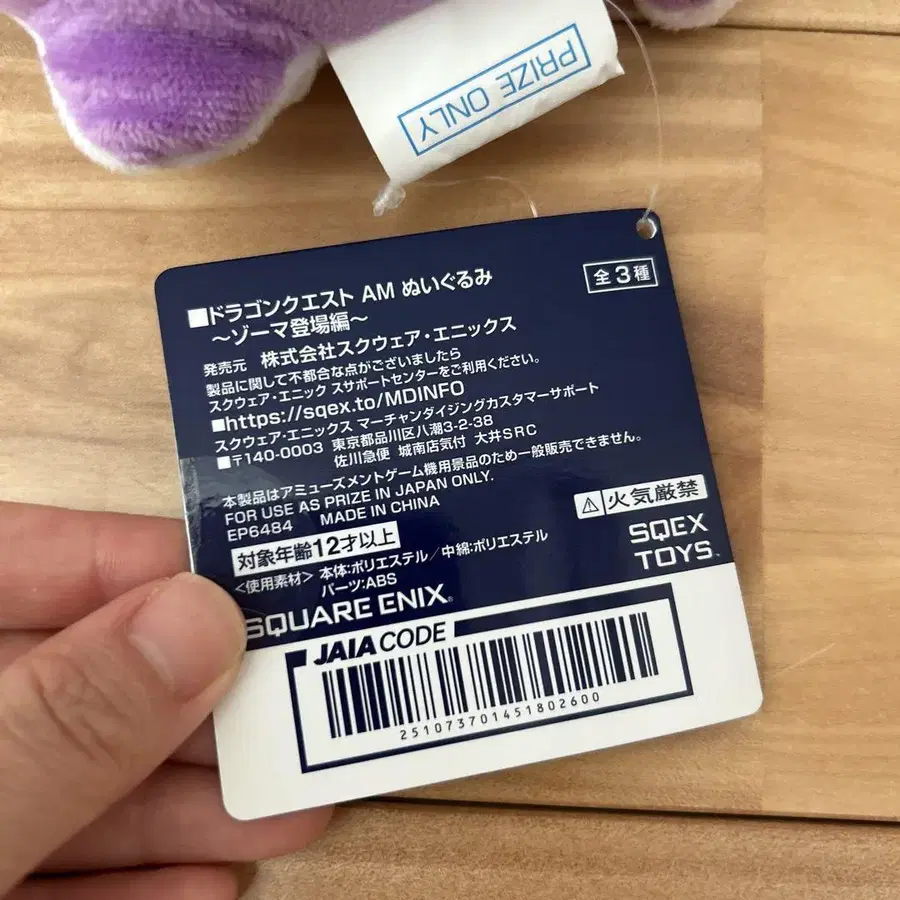 PRIZE ONLY
■ドラゴンクエスト AM ぬいぐるみ
～ゾーマ登場編～
全3種
発売元 株式会社スクウェア・エニックス
製品に関して不都合な点がございましたら
スクウェア・エニックス サポートセンターをご利用ください。
■https://sqex.to/MDINFO
スクウェア・エニックス マーチャンダイジングカスタマーサポート
■〒140-0003 東京都品川区八潮3-2-38
佐川急便 城南店気付 大井SRC
本製品はアミューズメントゲーム機用景品のため一般販売できません。
FOR USE AS PRIZE IN JAPAN ONLY.
EP6484 MADE IN CHINA
⚠火気厳禁
対象年齢12才以上
<使用素材> 本体:ポリエステル/中綿:ポリエステル
パーツ:ABS
SQEX
TOYS™
SQUARE ENIX®
JAIA CODE
251073701451802600